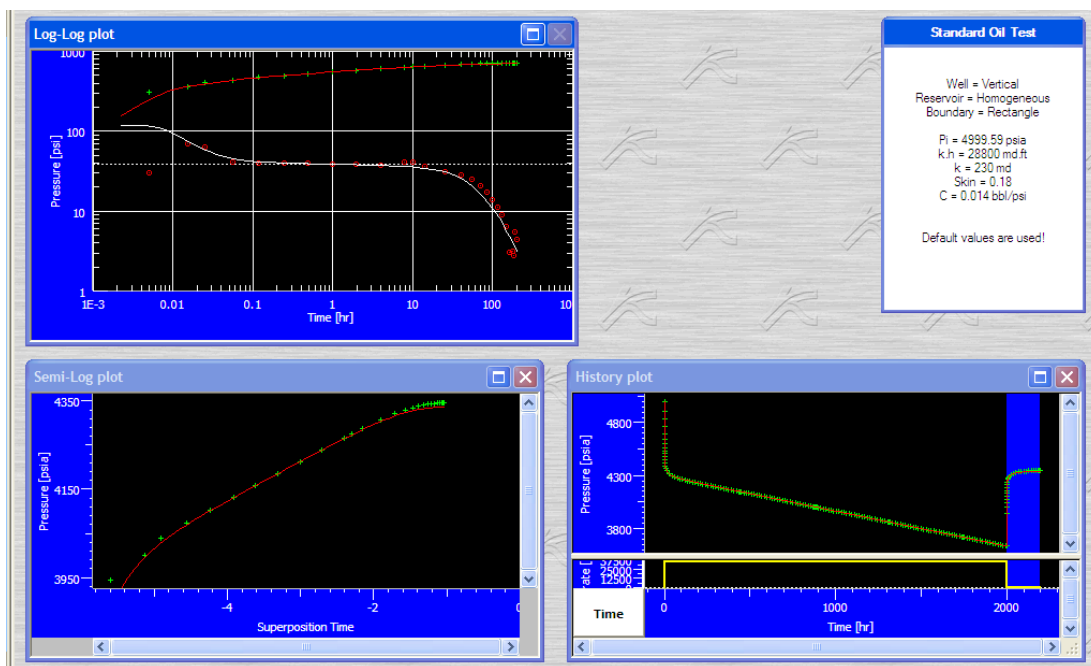 Log-Log plot
1000
100
10
1
Pressure [psi]
1E-3
0.01
0.1
1
10
100
Time [hr]
Standard Oil Test
Well = Vertical
Reservoir = Homogeneous
Boundary = Rectangle
Pi = 4999.59 psia
k.h = 28800 md.ft
k = 230 md
Skin = 0.18
C = 0.014 bbl/psi
Default values are used!
Semi-Log plot
4350
4150
3950
Pressure [psia]
-4
-2
0
Superposition Time
History plot
4800
4300
3800
Pressure [psia]
37500
25000
12500
Time
0
1000
2000
Time [hr]